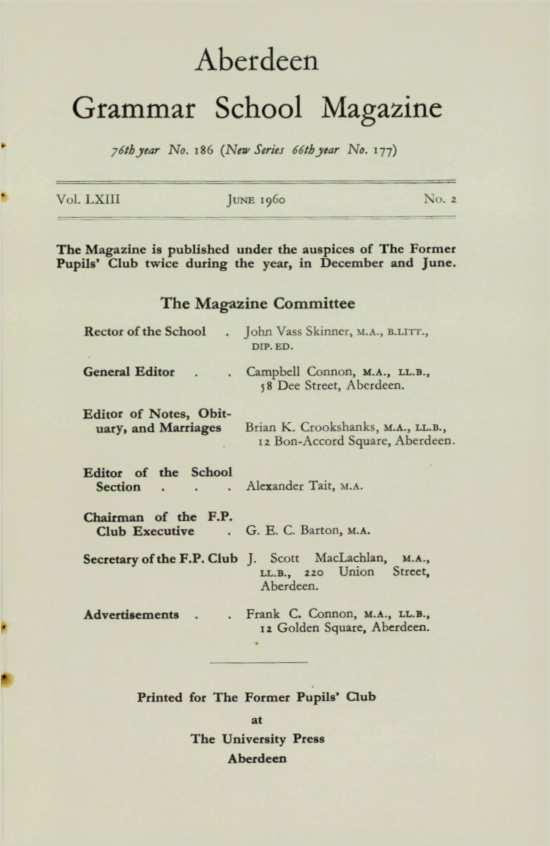 Aberdeen
Grammar School Magazine
76th year No. 186 (New Series 66th year No. 177)
Vol. LXIII June 1960 No. 2
The Magazine is published under the auspices of The Former
Pupils' Club twice during the year, in December and June.
The Magazine Committee
Rector of the School . John Vass Skinner, M.A., B.LITT.,
DIP. ED.
General Editor . . Campbell Connon, M.A., LL.B.,
58 Dee Street, Aberdeen.
Editor of Notes, Obit-
uary, and Marriages Brian K. Crookshanks, M.A., LL.B.,
12 Bon-Accord Square, Aberdeen.
Editor of the School
Section . . . Alexander Tait, M.A.
Chairman of the F.P.
Club Executive . G. E. C. Barton, M.A.
Secretary of the F.P. Club J. Scott MacLachlan, M.A.,
LL.B., 220 Union Street,
Aberdeen.
Advertisements . . Frank C. Connon, M.A., LL.B.,
12 Golden Square, Aberdeen.
Printed for The Former Pupils' Club
at
The University Press
Aberdeen